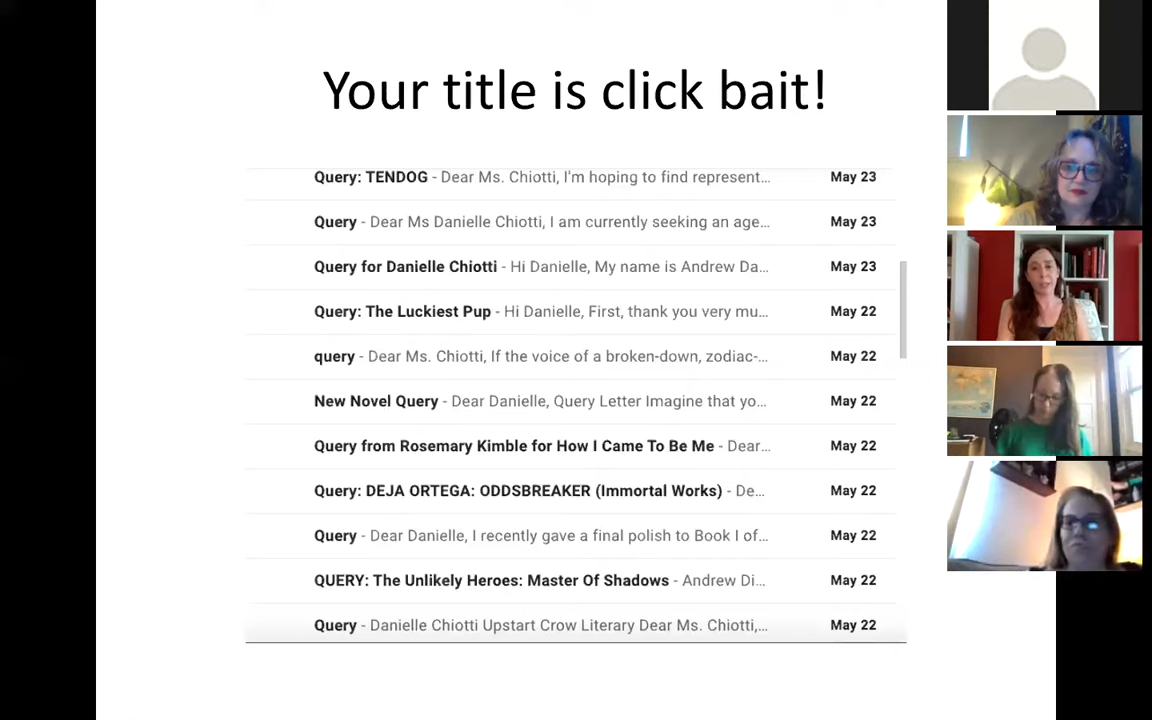 Your title is click bait!
Query: TENDOG - Dear Ms. Chiotti, I'm hoping to find represent... May 23
Query - Dear Ms Danielle Chiotti, I am currently seeking an age... May 23
Query for Danielle Chiotti - Hi Danielle, My name is Andrew Da... May 23
Query: The Luckiest Pup - Hi Danielle, First, thank you very mu... May 22
query - Dear Ms. Chiotti, If the voice of a broken-down, zodiac-... May 22
New Novel Query - Dear Danielle, Query Letter Imagine that yo... May 22
Query from Rosemary Kimble for How I Came To Be Me - Dear... May 22
Query: DEJA ORTEGA: ODDSBREAKER (Immortal Works) - De... May 22
Query - Dear Danielle, I recently gave a final polish to Book I of... May 22
QUERY: The Unlikely Heroes: Master Of Shadows - Andrew Di... May 22
Query - Danielle Chiotti Upstart Crow Literary Dear Ms. Chiotti,... May 22